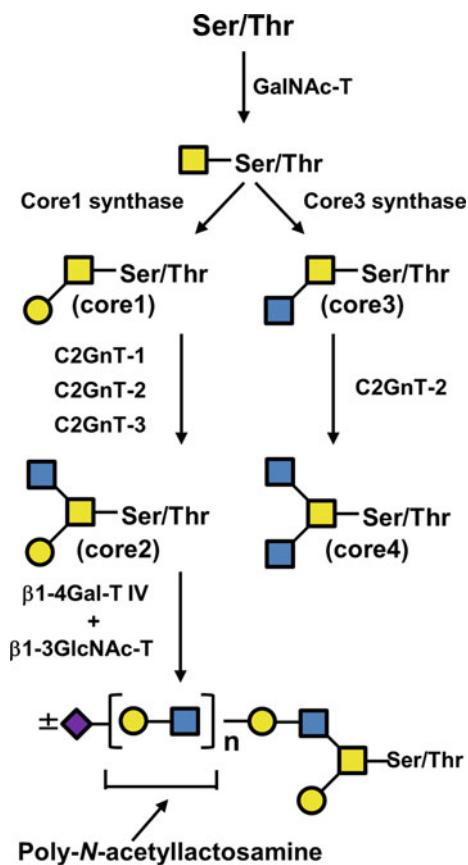 Ser/Thr
GalNAc-T
Ser/Thr
Core1 synthase
Core3 synthase
Ser/Thr
(core1)
Ser/Thr
(core3)
C2GnT-1
C2GnT-2
C2GnT-3
C2GnT-2
Ser/Thr
(core2)
Ser/Thr
(core4)
β1-4Gal-T IV
+
β1-3GlcNAc-T
±
n
Ser/Thr
Poly-N-acetyllactosamine